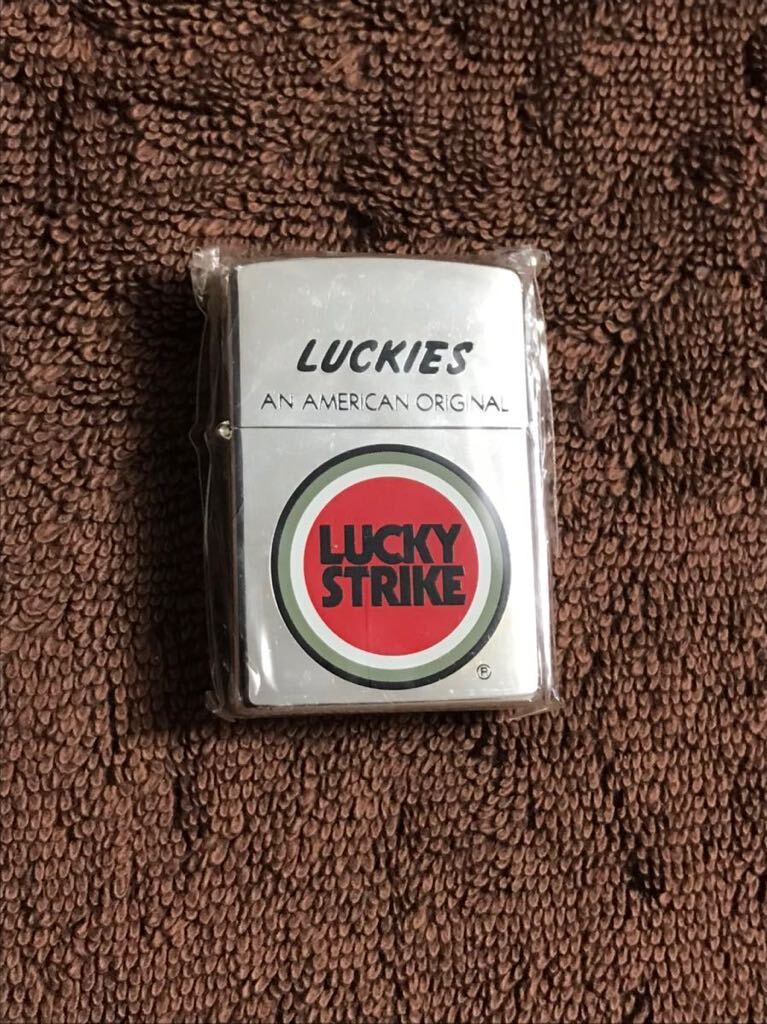 LUCKIES
AN AMERICAN ORIGINAL
LUCKY
STRIKE
®